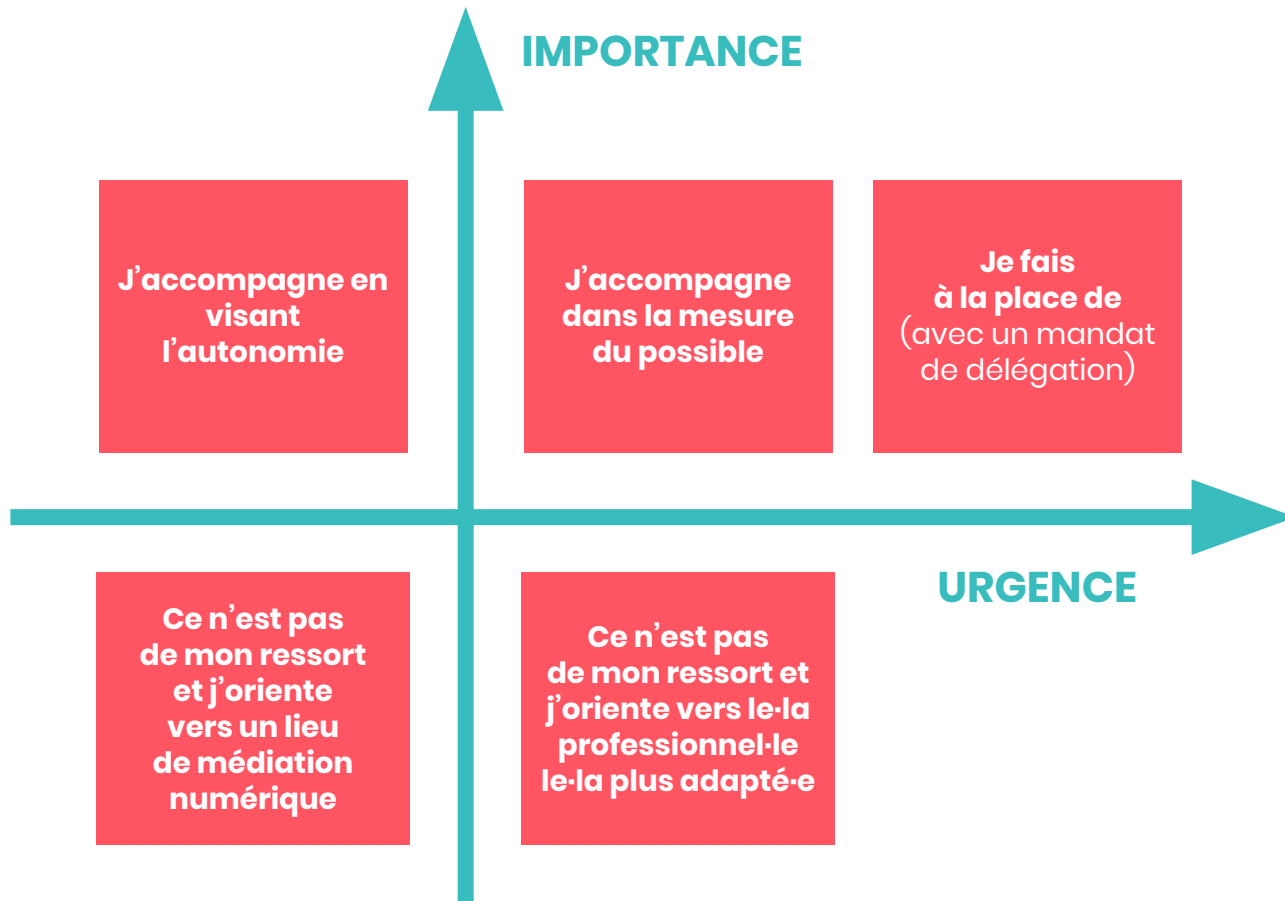 IMPORTANCE
J’accompagne en
visant
l’autonomie
J’accompagne
dans la mesure
du possible
Je fais
à la place de
(avec un mandat
de délégation)
URGENCE
Ce n’est pas
de mon ressort
et j’oriente
vers un lieu
de médiation
numérique
Ce n’est pas
de mon ressort et
j’oriente vers le·la
professionnel·le
le·la plus adapté·e